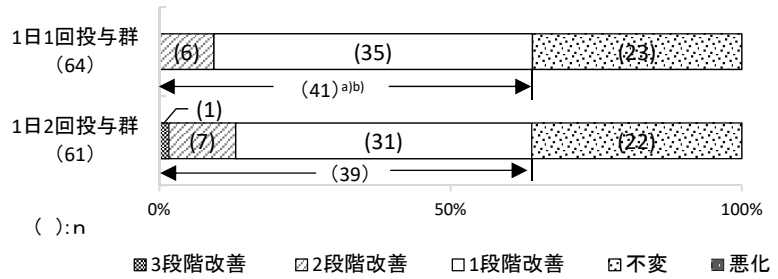 1日1回投与群
（64）
(6)
(35)
(23)
（41）a)b)
1日2回投与群
（61）
(1)
(7)
(31)
(22)
（39）
0%
50%
100%
（ ）:n
3段階改善
2段階改善
1段階改善
不変
悪化